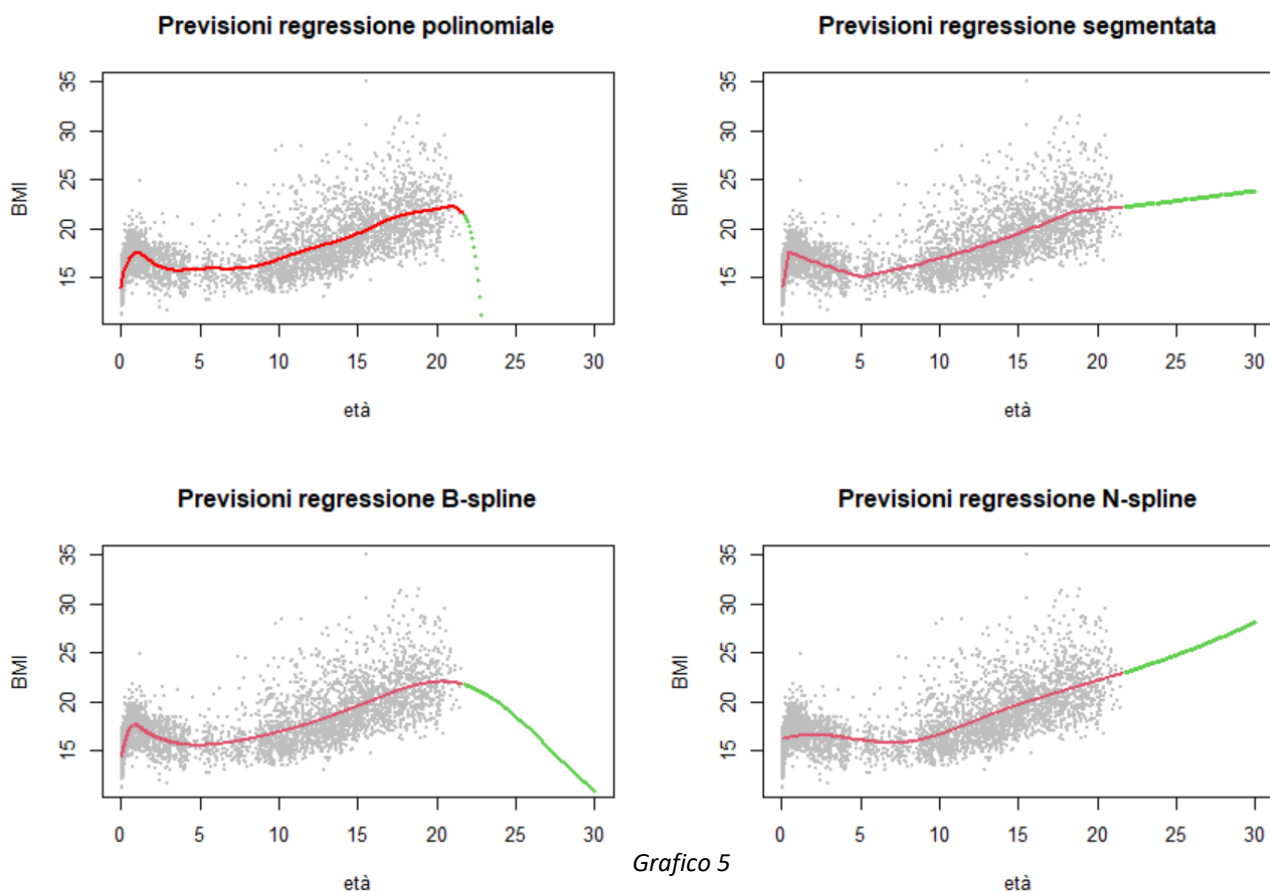 Previsioni regressione polinomiale
BMI
35
30
25
20
15
0 5 10 15 20 25 30
età
Previsioni regressione segmentata
BMI
35
30
25
20
15
0 5 10 15 20 25 30
età
Previsioni regressione B-spline
BMI
35
30
25
20
15
0 5 10 15 20 25 30
età
Previsioni regressione N-spline
BMI
35
30
25
20
15
0 5 10 15 20 25 30
età
Grafico 5